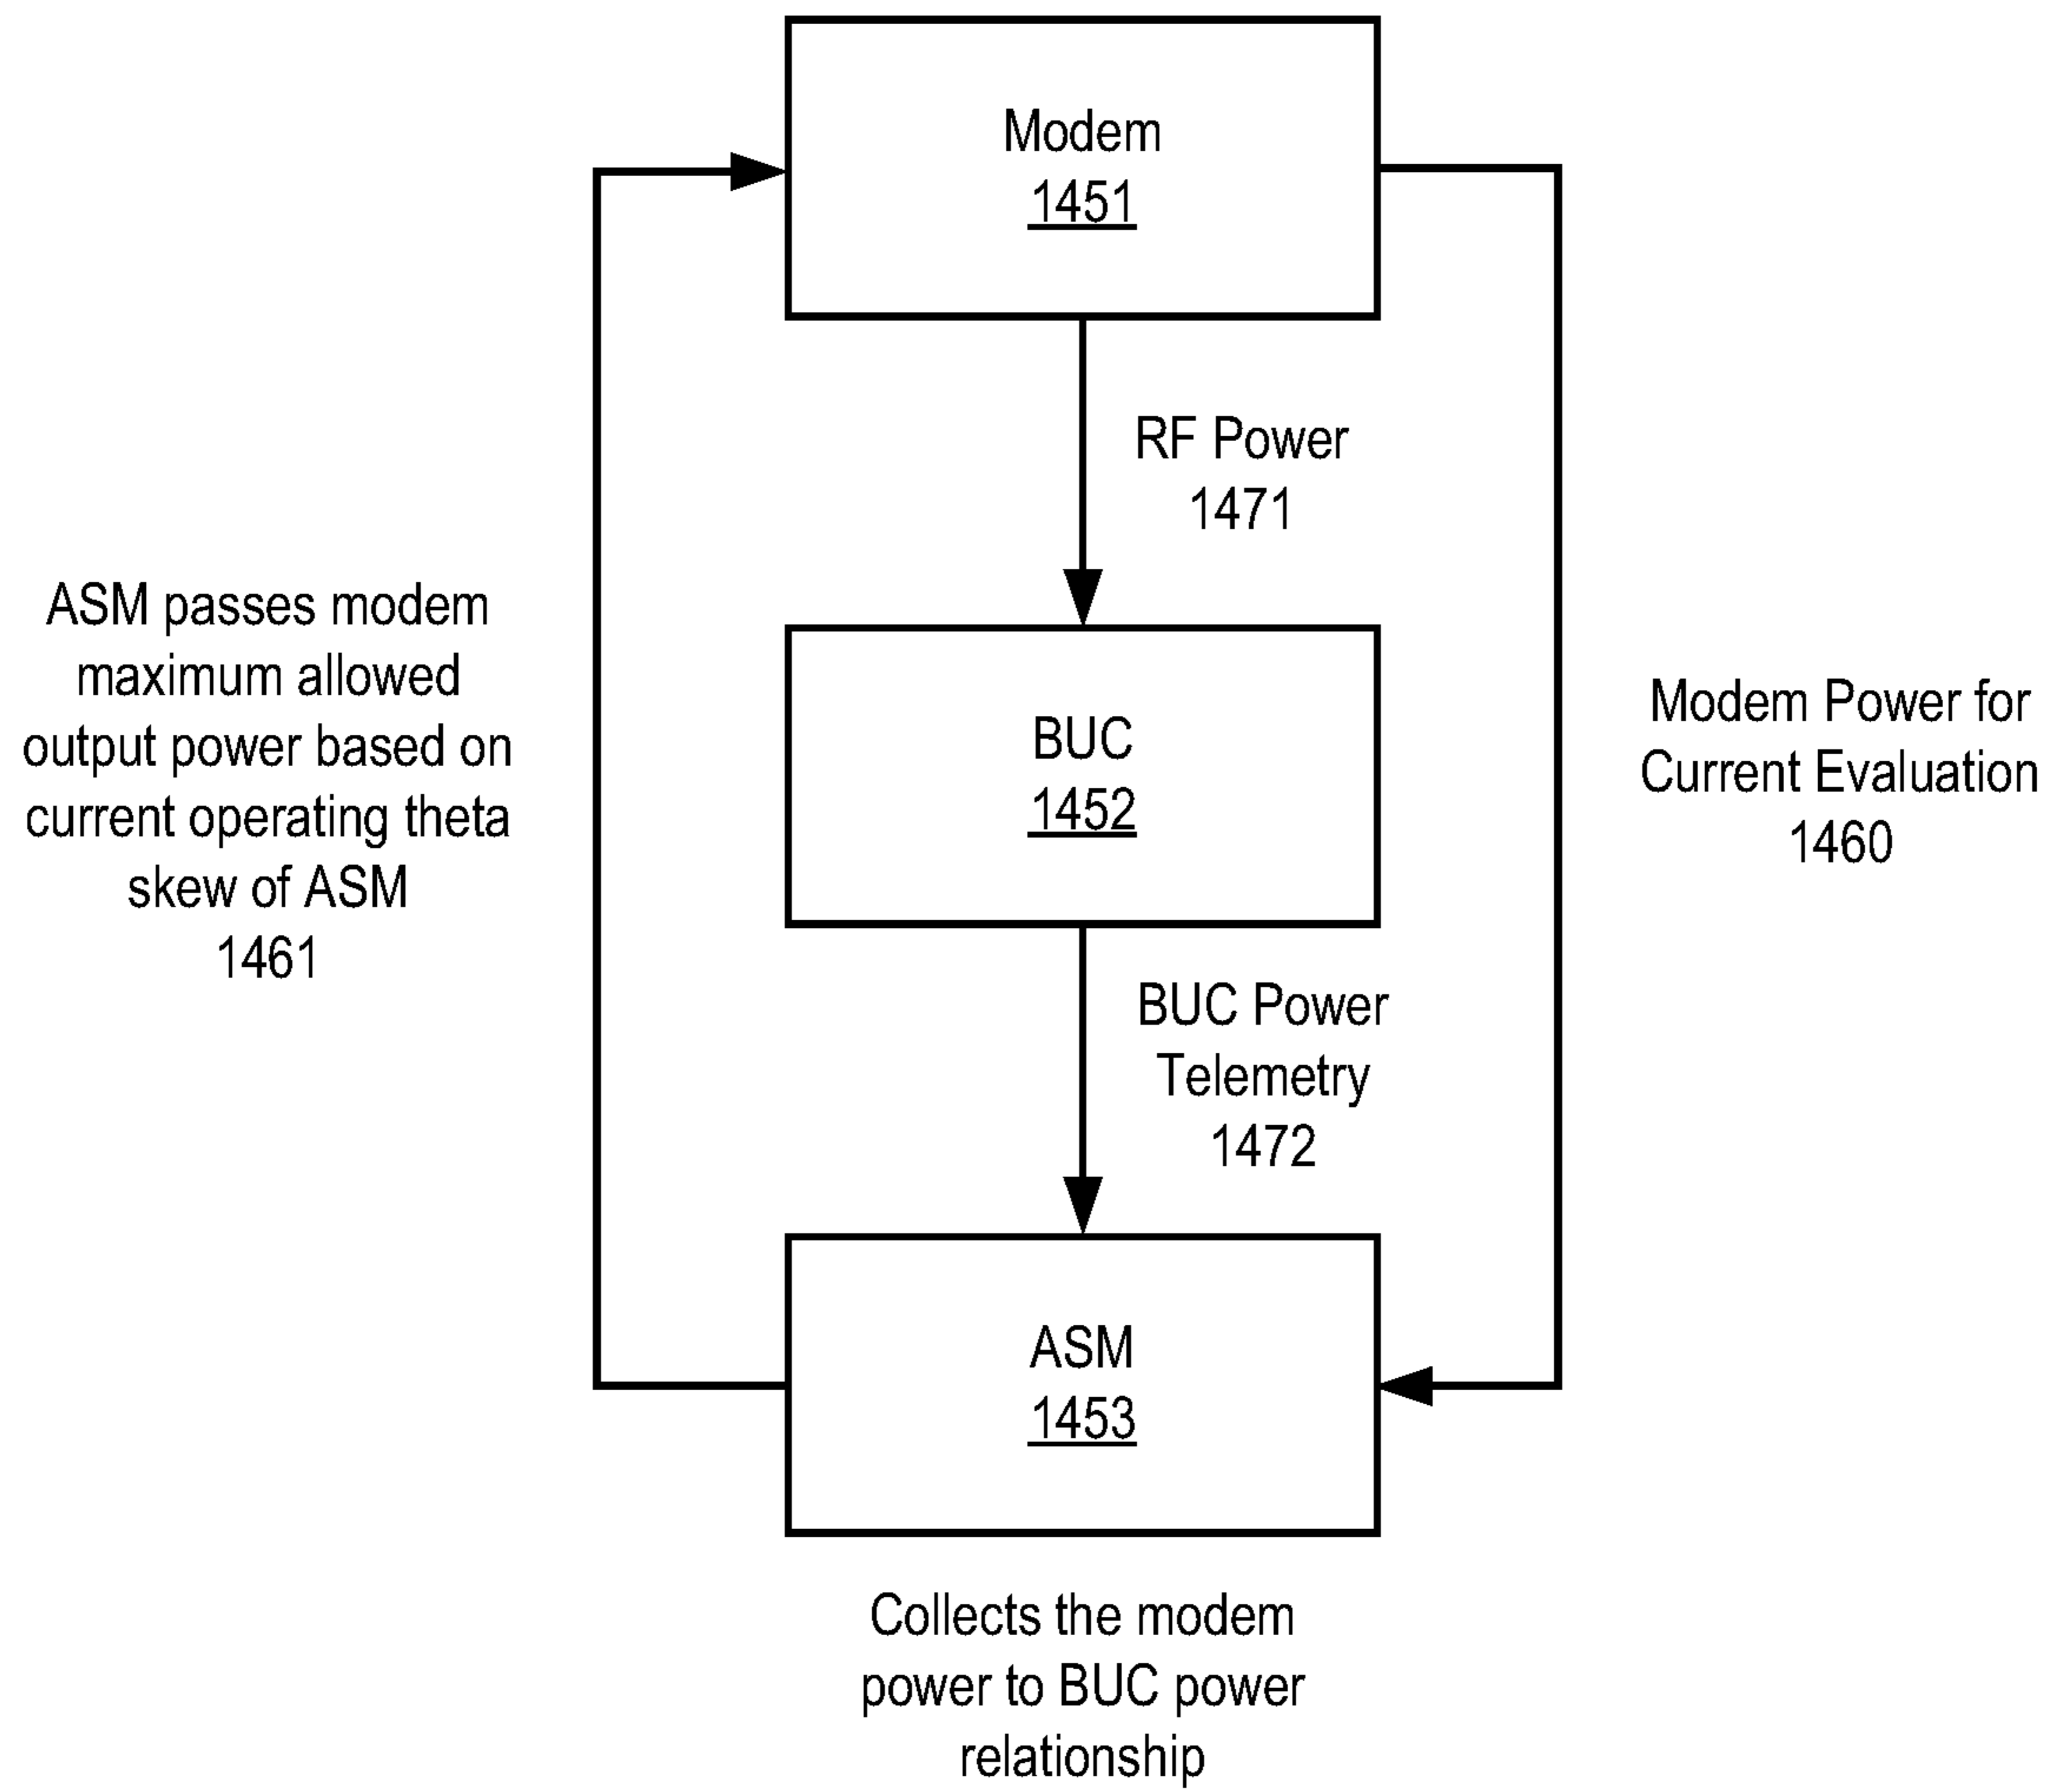 Modem
1451
RF Power
1471
ASM passes modem
maximum allowed
output power based on
current operating theta
skew of ASM
1461
BUC
1452
Modem Power for
Current Evaluation
1460
BUC Power
Telemetry
1472
ASM
1453
Collects the modem
power to BUC power
relationship